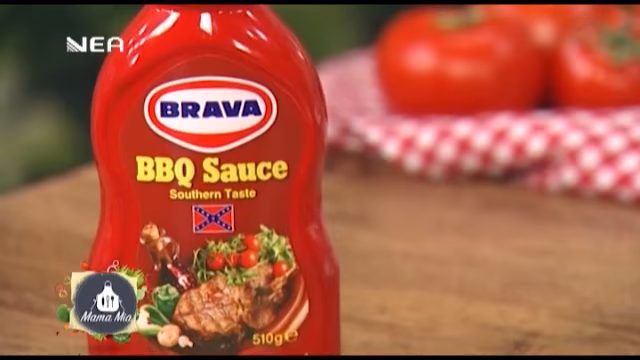 NEA
BRAVA
BBQ Sauce
Southern Taste
510g e
Mama Mia